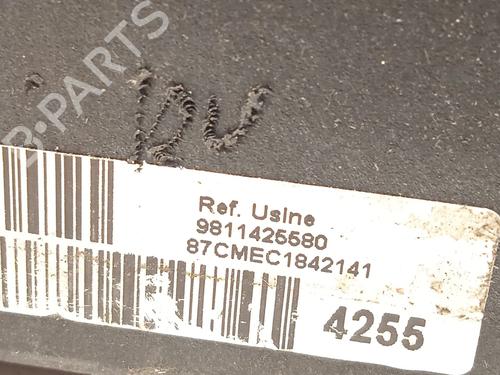 B-PARTS
Ref. Usine
9811425580
87CMEC1842141
4255